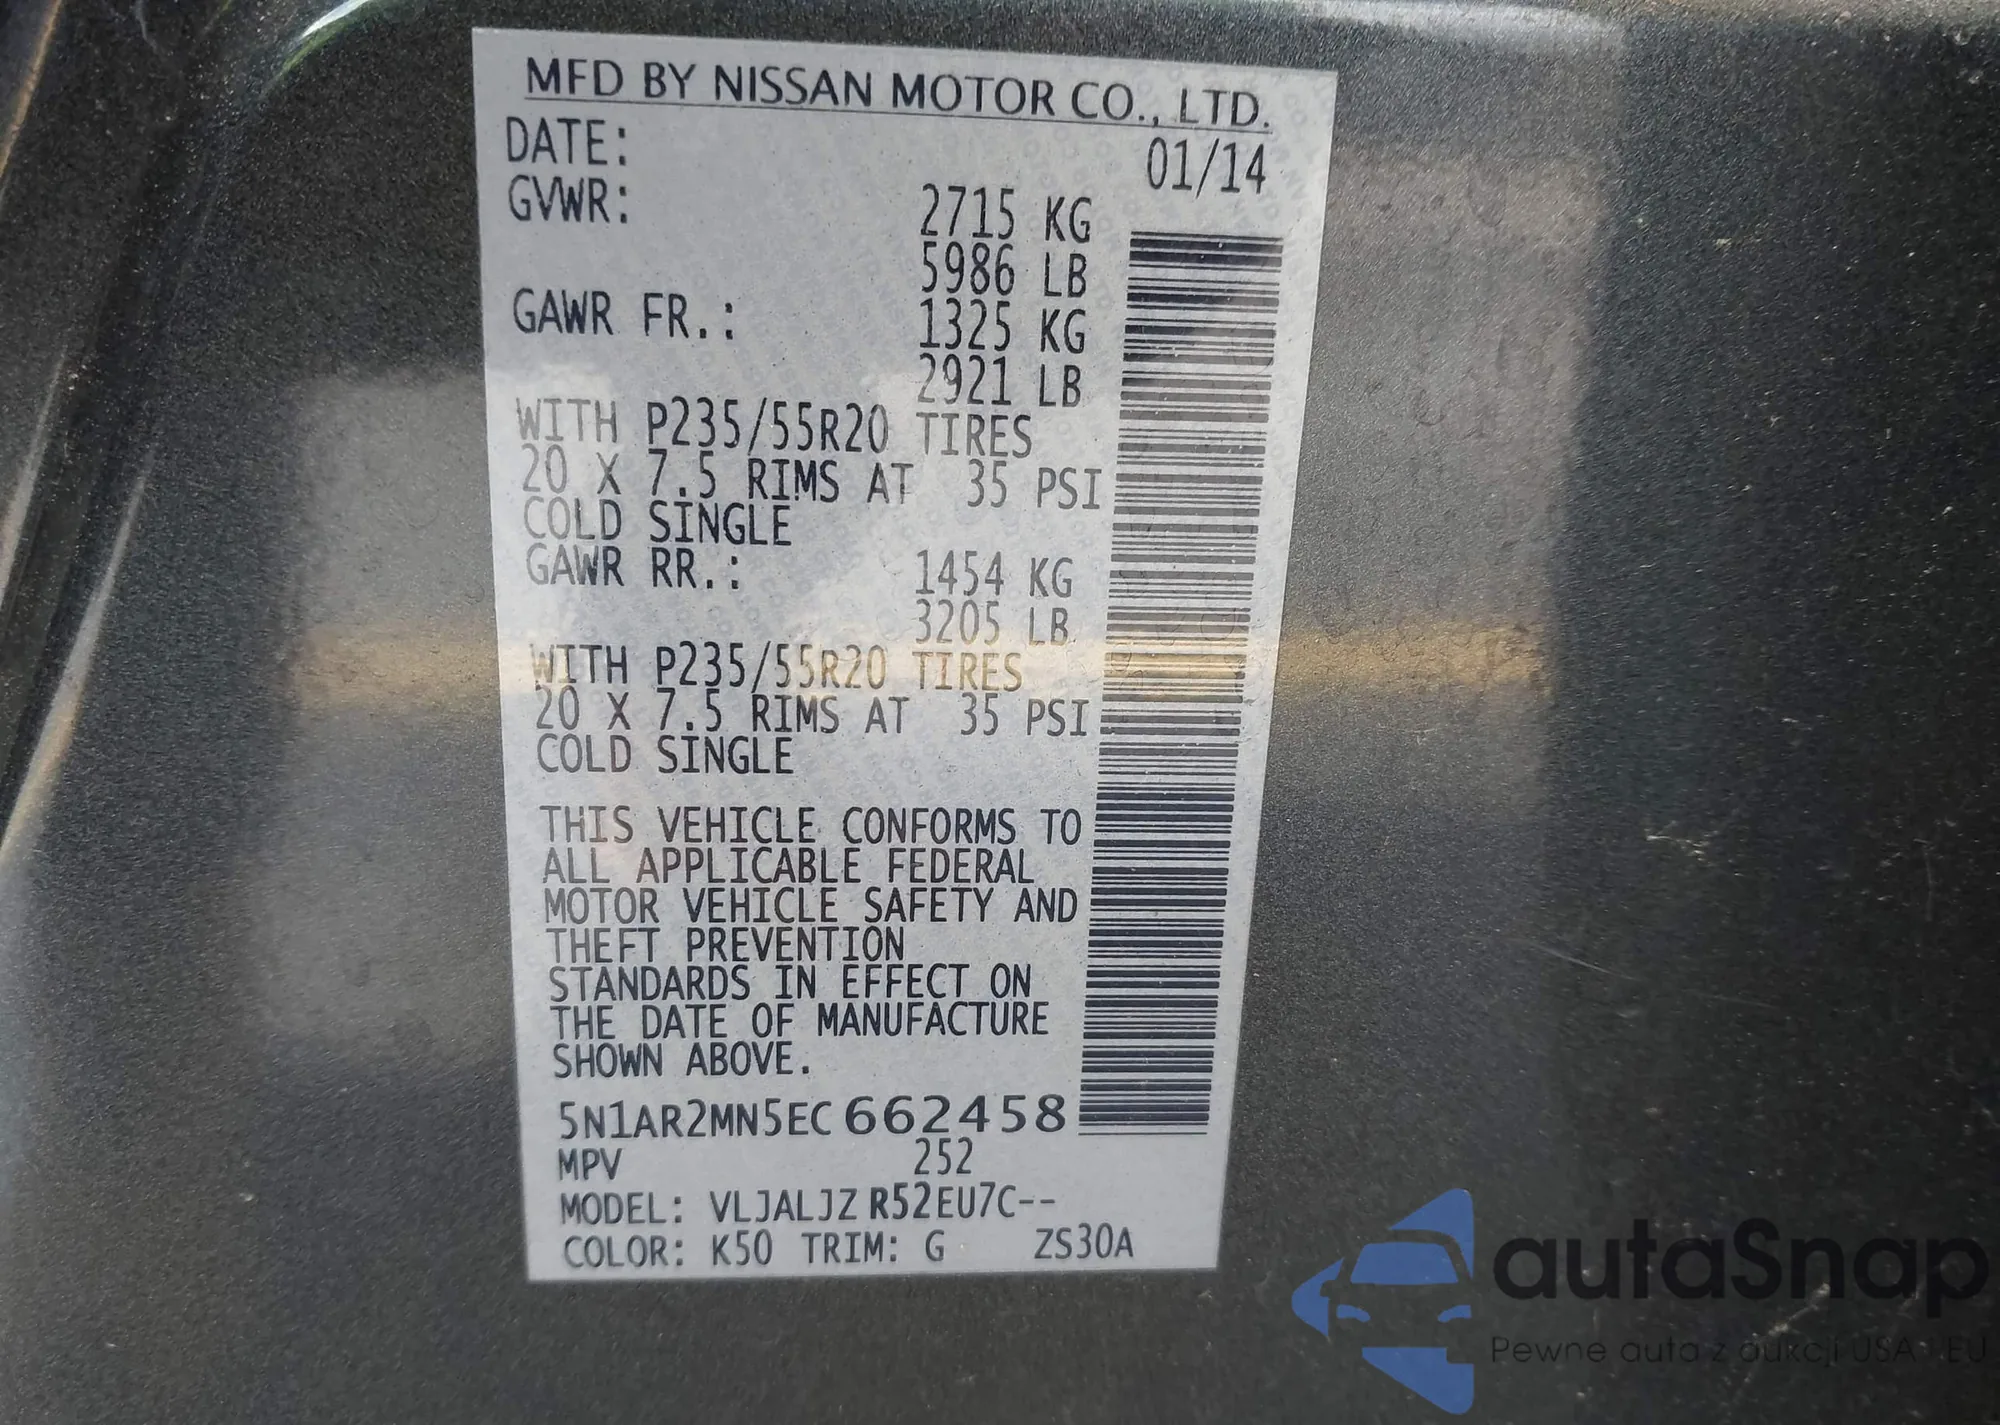 MFD BY NISSAN MOTOR CO., LTD.
DATE: 01/14
GVWR: 2715 KG
5986 LB
GAWR FR.: 1325 KG
2921 LB
WITH P235/55R20 TIRES
20 X 7.5 RIMS AT 35 PSI
COLD SINGLE
GAWR RR.: 1454 KG
3205 LB
WITH P235/55R20 TIRES
20 X 7.5 RIMS AT 35 PSI
COLD SINGLE
THIS VEHICLE CONFORMS TO
ALL APPLICABLE FEDERAL
MOTOR VEHICLE SAFETY AND
THEFT PREVENTION
STANDARDS IN EFFECT ON
THE DATE OF MANUFACTURE
SHOWN ABOVE.
5N1AR2MN5EC662458
MPV 252
MODEL: VLJALJZ R52EU7C--
COLOR: K50 TRIM: G ZS30A
autoSnap
Pewne auta z aukcji USA i EU